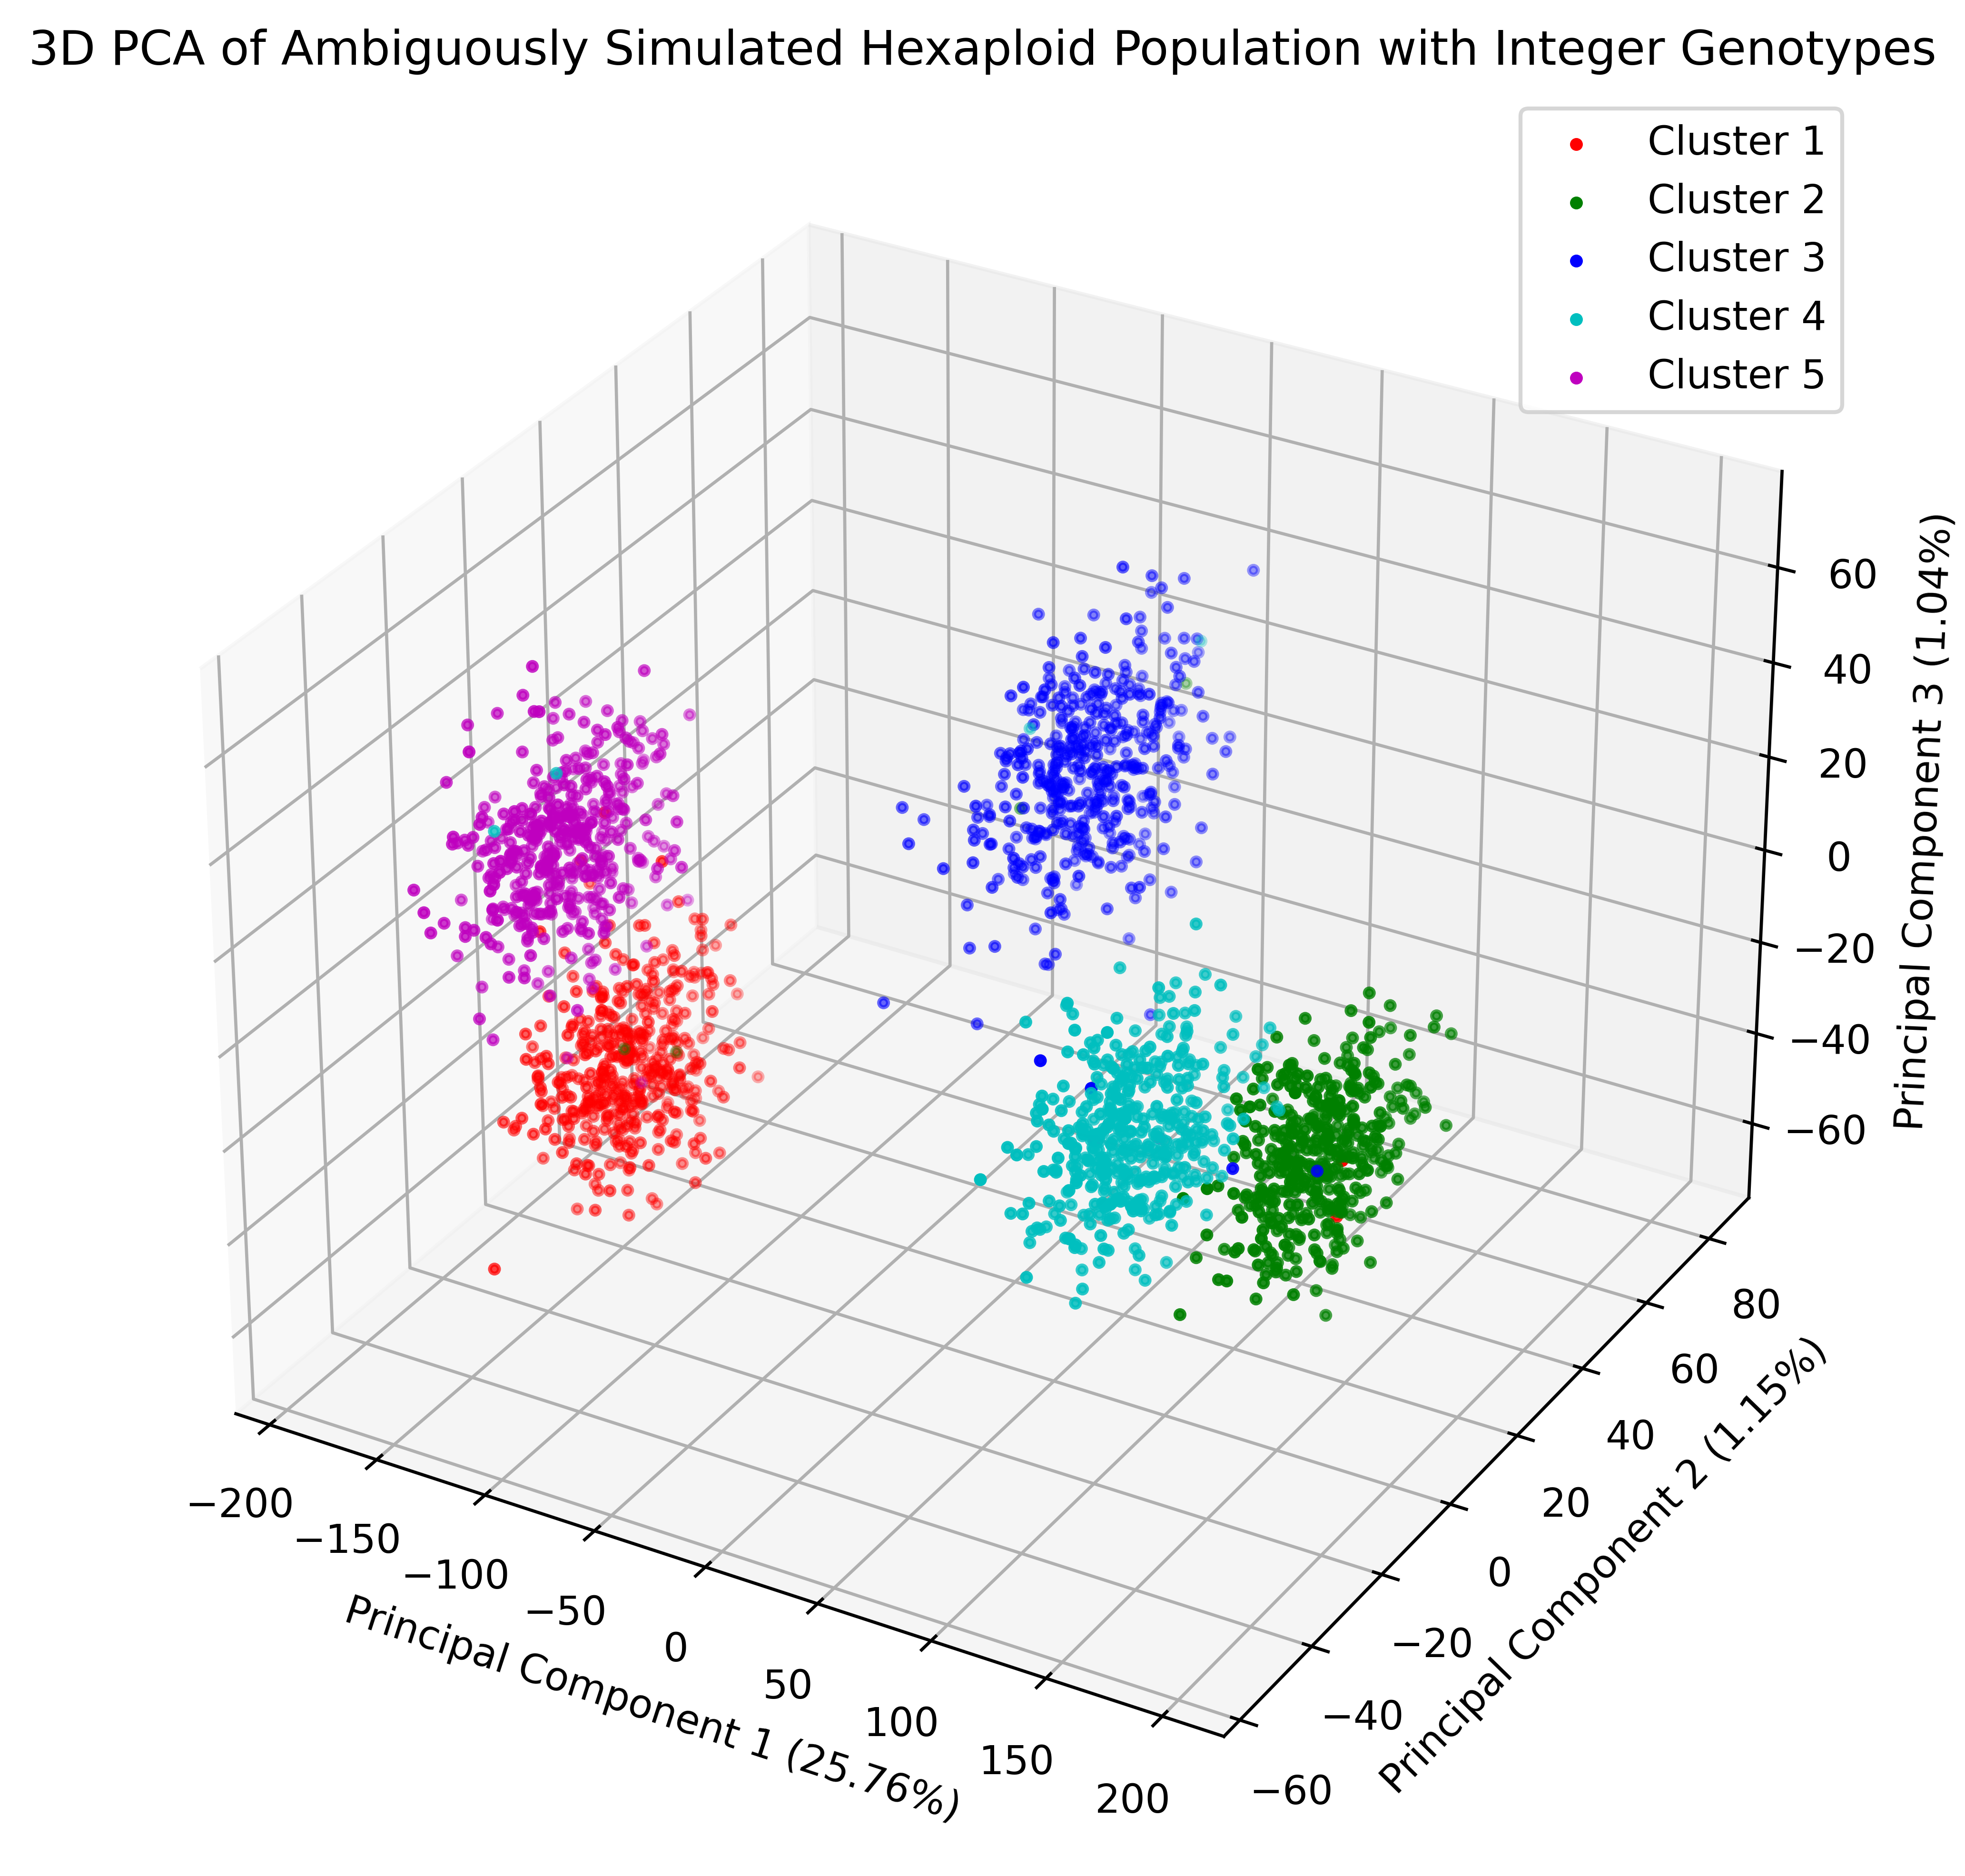 3D PCA of Ambiguously Simulated Hexaploid Population with Integer Genotypes
Cluster 1
Cluster 2
Cluster 3
Cluster 4
Cluster 5
60
40
20
0
−20
−40
−60
Principal Component 3 (1.04%)
80
60
40
20
0
−20
−40
−60
Principal Component 2 (1.15%)
−200
−150
−100
−50
0
50
100
150
200
Principal Component 1 (25.76%)